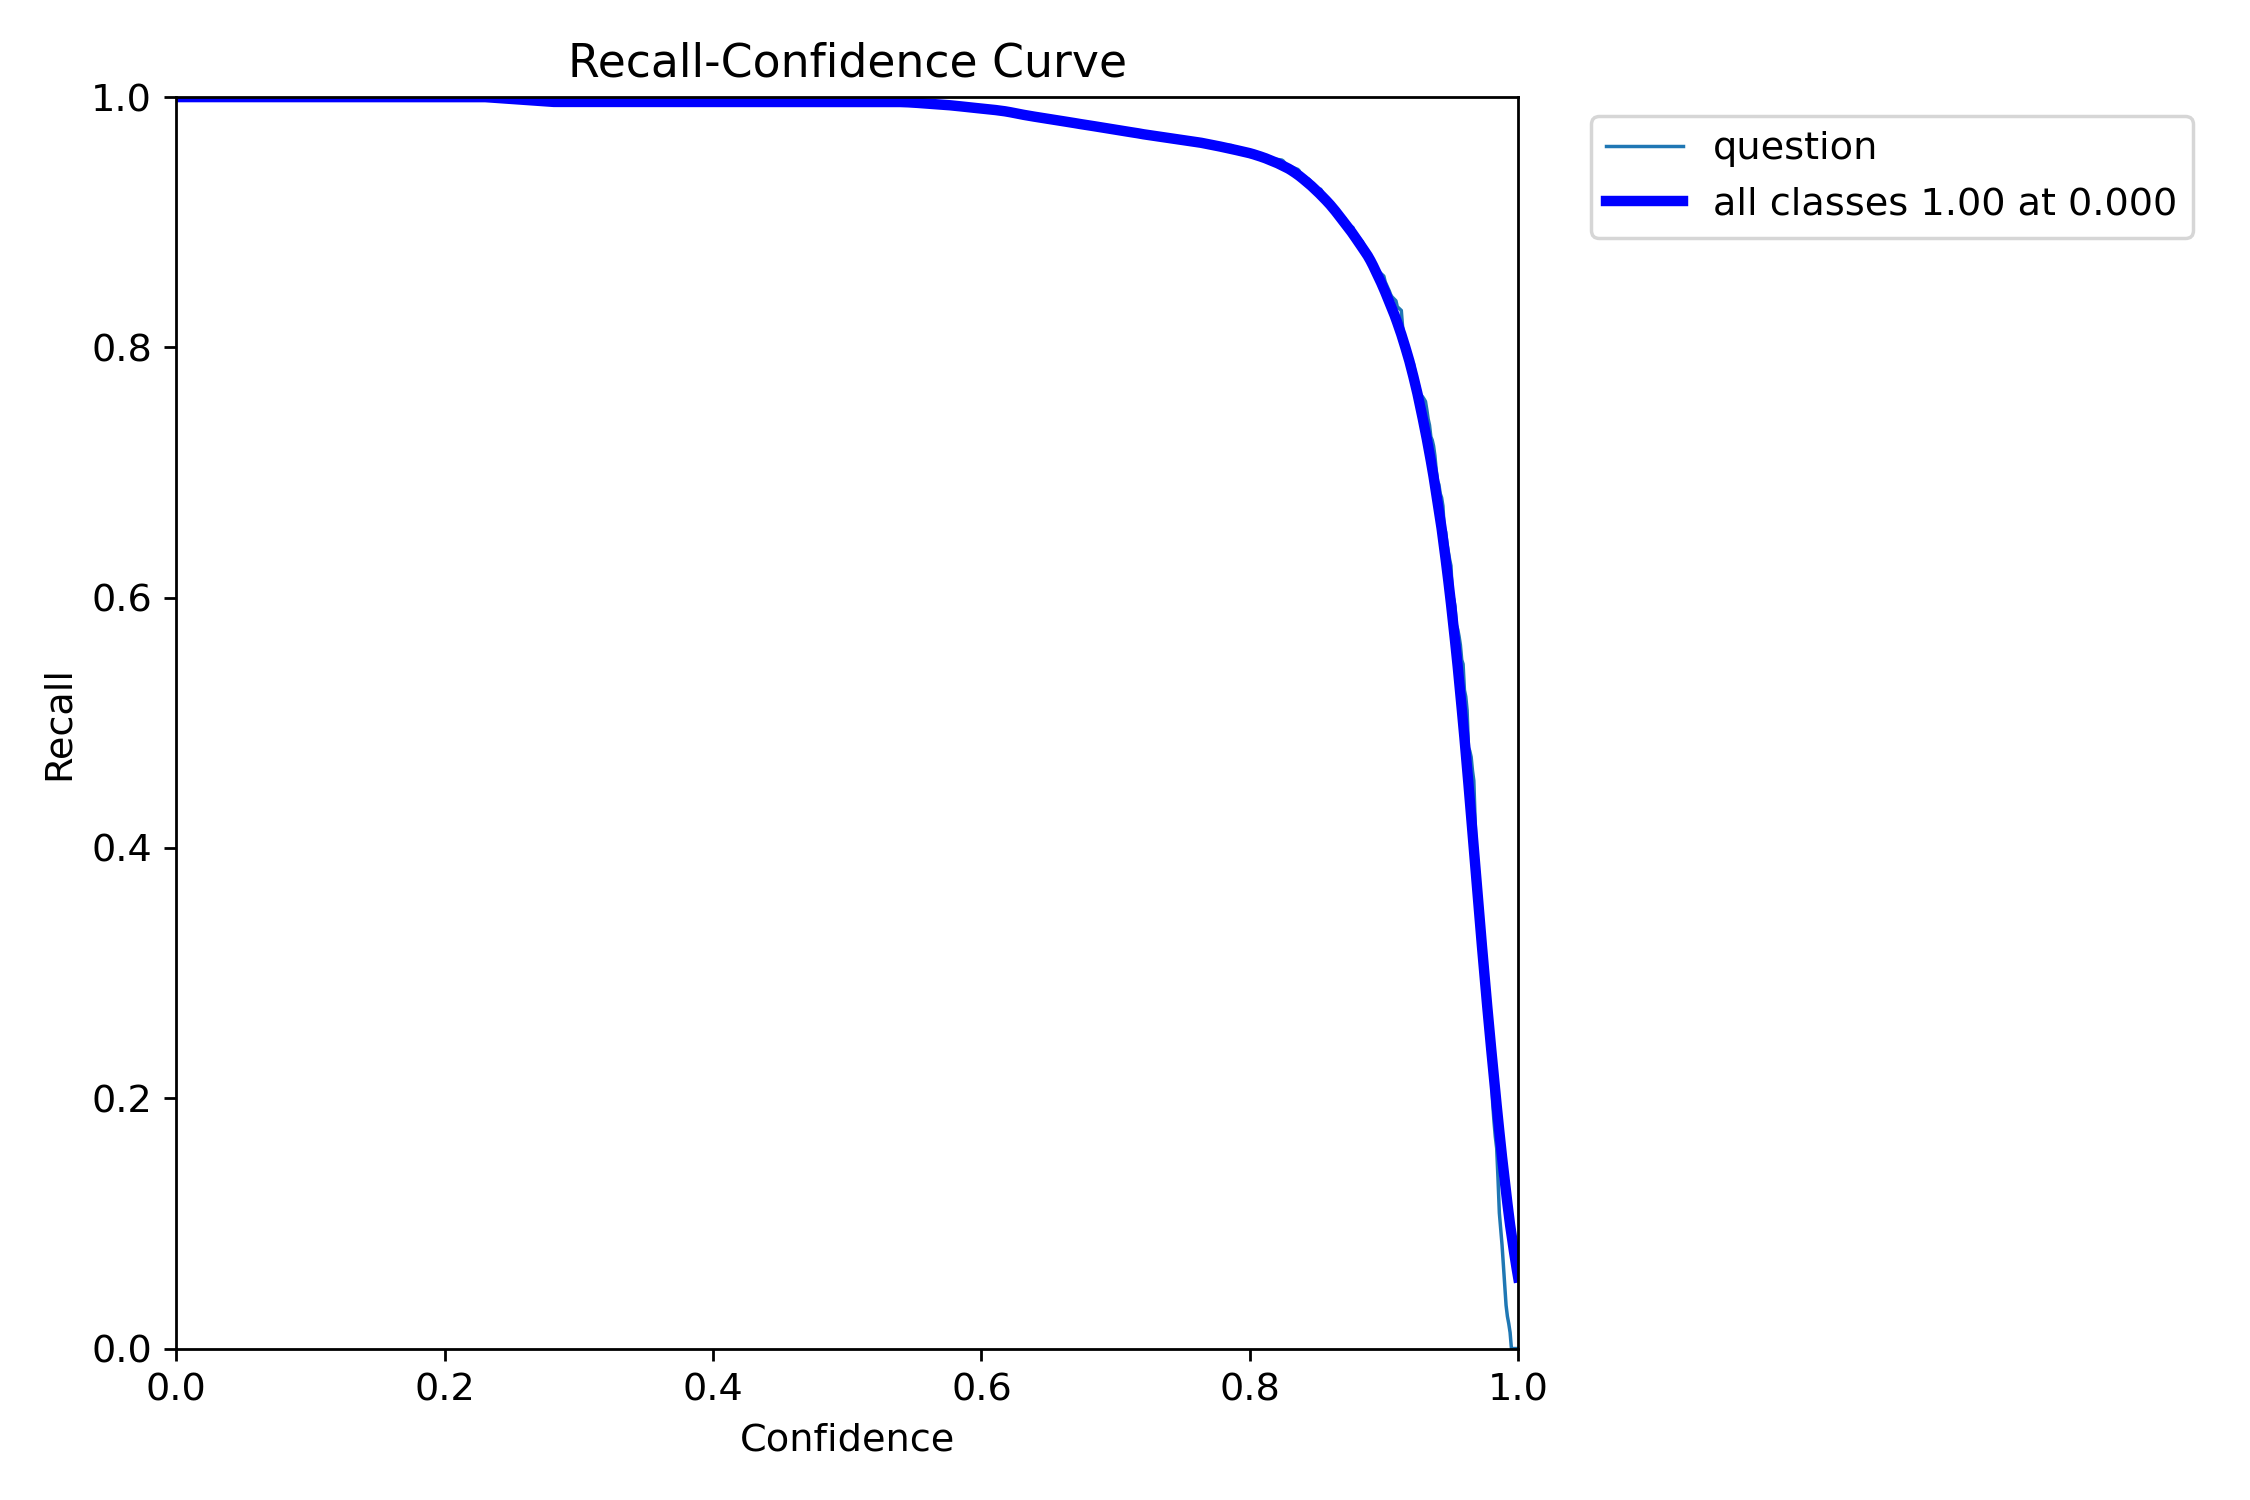 Recall-Confidence Curve
1.0
0.8
0.6
0.4
0.2
0.0
Recall
0.0 0.2 0.4 0.6 0.8 1.0
Confidence
question
all classes 1.00 at 0.000